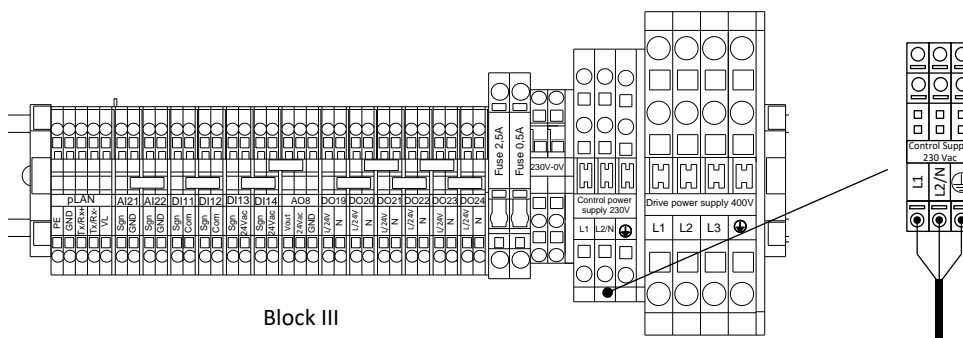 Fuse 2,5A
Fuse 0,5A
230V-0V
Control power
supply 230V
L1 L2/N
Drive power supply 400V
L1 L2 L3
pLAN AI21 AI22 DI11 DI12 DI13 DI14 AO8 DO19 DO20 DO21 DO22 DO23 DO24
PE
GND
Tx/Rx+
Tx/Rx-
VL
Sgn
GND
Sgn
GND
Sgn
Com
Sgn
Com
Sgn
24Vac
Sgn
24Vac
Vout
24Vac
GND
L/24V
N
L/24V
N
L/24V
N
L/24V
N
L/24V
N
L/24V
N
Block III
Control Supp
230 Vac
L1
L2/N